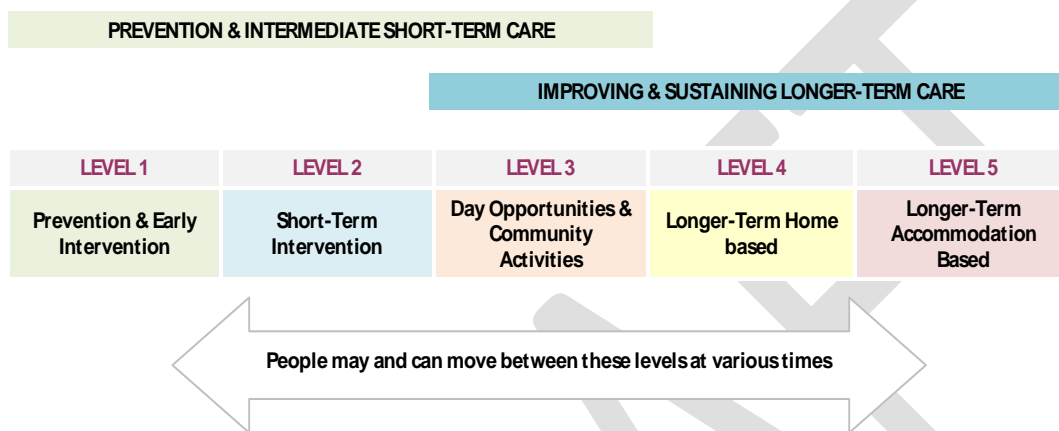 PREVENTION & INTERMEDIATE SHORT-TERM CARE
IMPROVING & SUSTAINING LONGER-TERM CARE
LEVEL 1
LEVEL 2
LEVEL 3
LEVEL 4
LEVEL 5
Prevention & Early
Intervention
Short-Term
Intervention
Day Opportunities &
Community
Activities
Longer-Term Home
based
Longer-Term
Accommodation
Based
People may and can move between these levels at various times